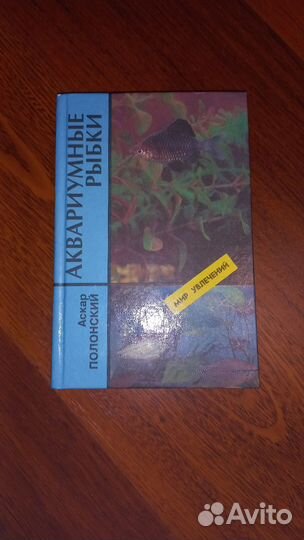 АКВАРИУМНЫЕ
РЫБКИ
Аскар
ПОЛОНСКИЙ
МИР УВЛЕЧЕНИЙ
Avito